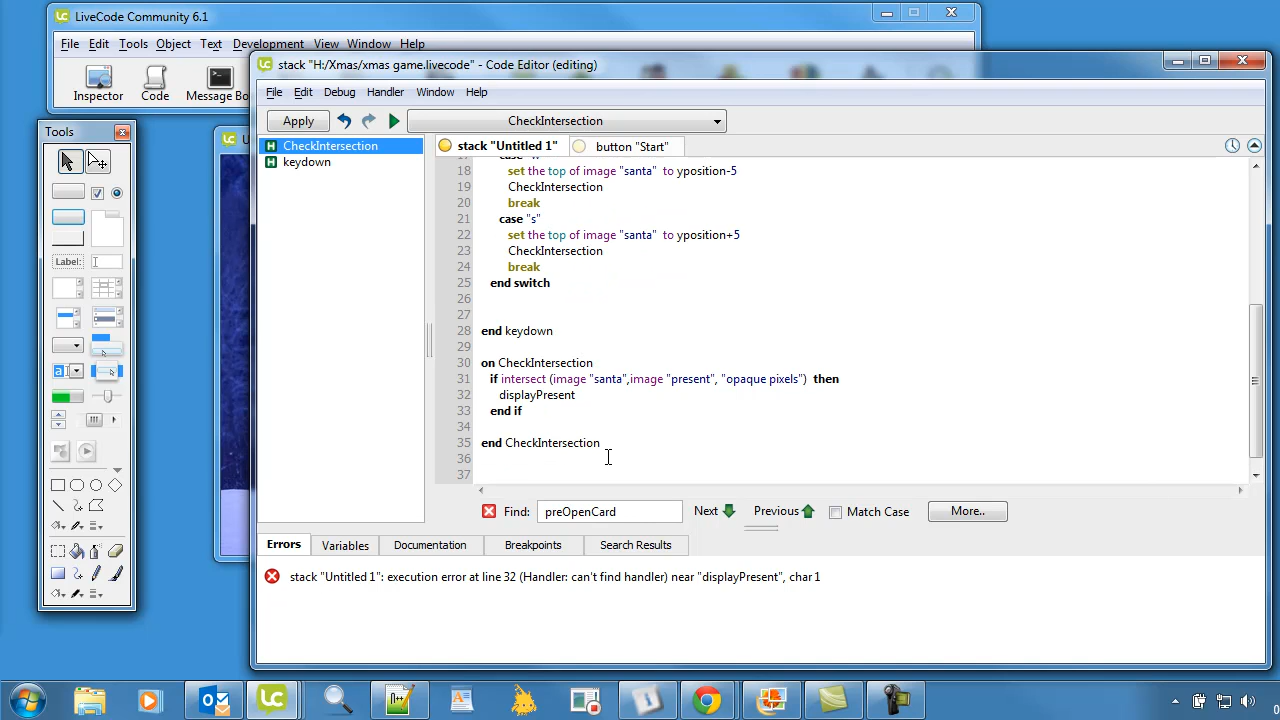 LiveCode Community 6.1
File Edit Tools Object Text Development View Window Help
Inspector Code Message Bo
stack "H:/Xmas/xmas game.livecode" - Code Editor (editing)
File Edit Debug Handler Window Help
Apply CheckIntersection
Tools
CheckIntersection
keydown
stack "Untitled 1" button "Start"
18 set the top of image "santa" to yposition-5
19 CheckIntersection
20 break
21 case "s"
22 set the top of image "santa" to yposition+5
23 CheckIntersection
24 break
25 end switch
26
27
28 end keydown
29
30 on CheckIntersection
31 if intersect (image "santa",image "present", "opaque pixels") then
32 displayPresent
33 end if
34
35 end CheckIntersection
36
37
Label:
Find: preOpenCard Next Previous Match Case More..
Errors Variables Documentation Breakpoints Search Results
stack "Untitled 1": execution error at line 32 (Handler: can't find handler) near "displayPresent", char 1